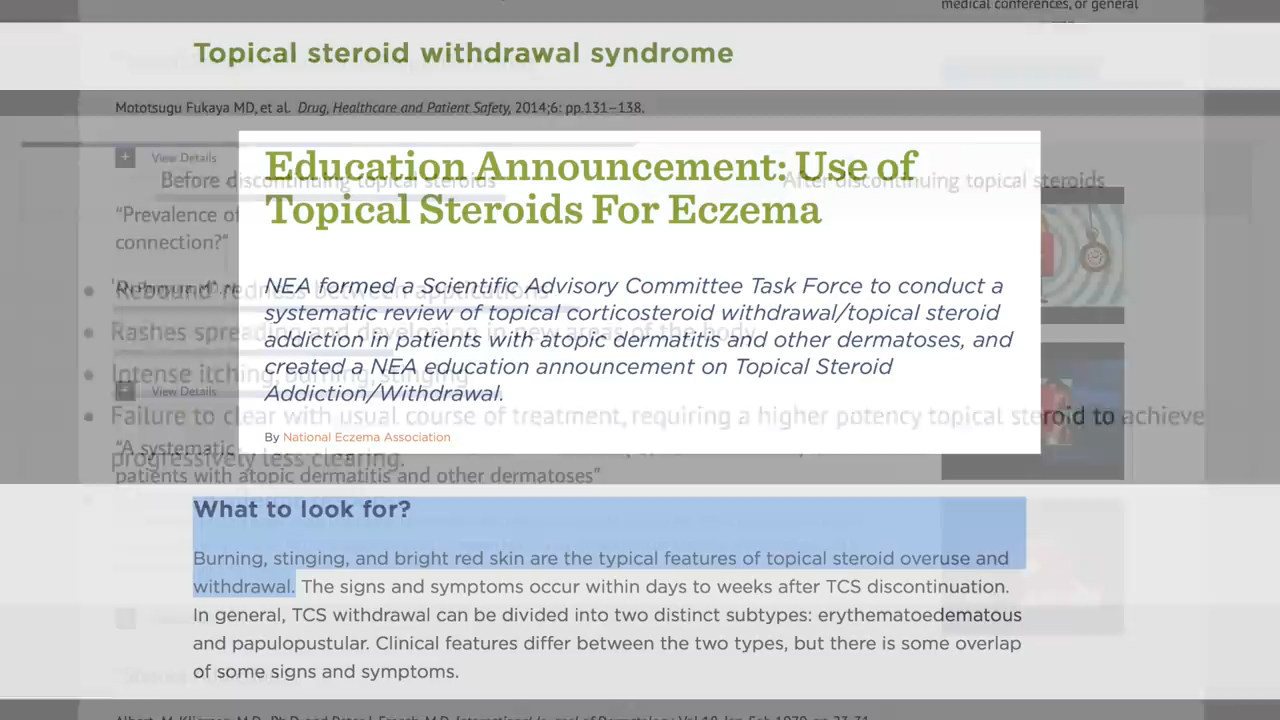 medical conferences, or general
Topical steroid withdrawal syndrome
Mototsugu Fukaya MD, et al. Drug, Healthcare and Patient Safety, 2014;6: pp.131–138.
+ View Details
Education Announcement: Use of
Before discontinuing topical steroids
After discontinuing topical steroids
Topical Steroids For Eczema
"Prevalence of
connection?"
NEA formed a Scientific Advisory Committee Task Force to conduct a
• Rebound redness between applications
systematic review of topical corticosteroid withdrawal/topical steroid
• Rashes spreading and developing in new areas of the body
addiction in patients with atopic dermatitis and other dermatoses, and
created a NEA education announcement on Topical Steroid
• Intense itching, burning, stinging
+ View Details
Addiction/Withdrawal.
• Failure to clear with usual course of treatment, requiring a higher potency topical steroid to achieve
By National Eczema Association
"A systematic
progressively less clearing.
patients with atopic dermatitis and other dermatoses"
What to look for?
Burning, stinging, and bright red skin are the typical features of topical steroid overuse and
withdrawal. The signs and symptoms occur within days to weeks after TCS discontinuation.
In general, TCS withdrawal can be divided into two distinct subtypes: erythematoedematous
and papulopustular. Clinical features differ between the two types, but there is some overlap
of some signs and symptoms.